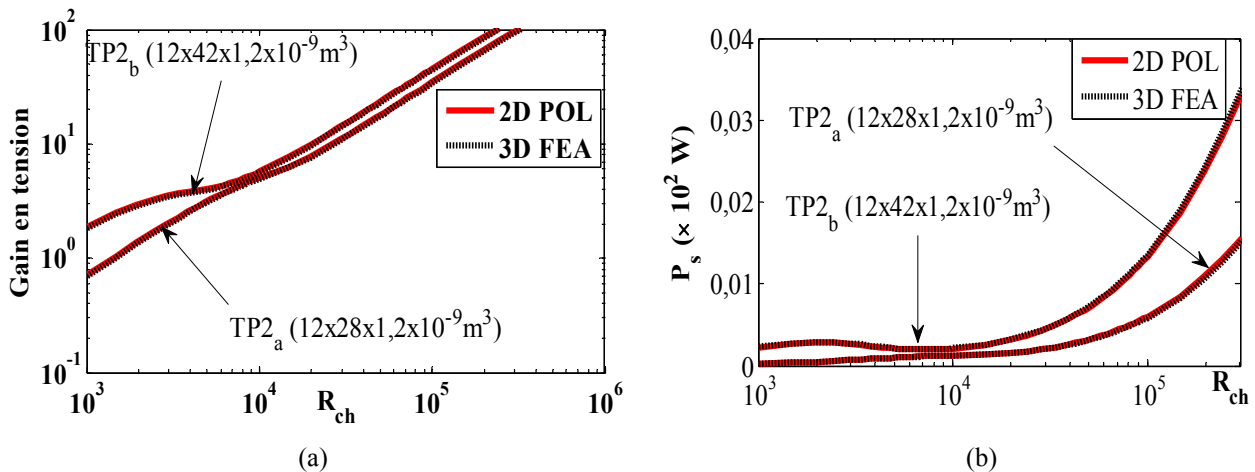 Gain en tension
10^2
10^1
10^0
10^-1
TP2_b (12x42x1,2x10^-9 m^3)
2D POL
3D FEA
TP2_a (12x28x1,2x10^-9 m^3)
10^3
10^4
R_ch
10^5
10^6
(a)
P_s (× 10^2 W)
0,04
0,03
0,02
0,01
0
2D POL
3D FEA
TP2_a (12x28x1,2x10^-9 m^3)
TP2_b (12x42x1,2x10^-9 m^3)
10^3
10^4
10^5
R_ch
(b)